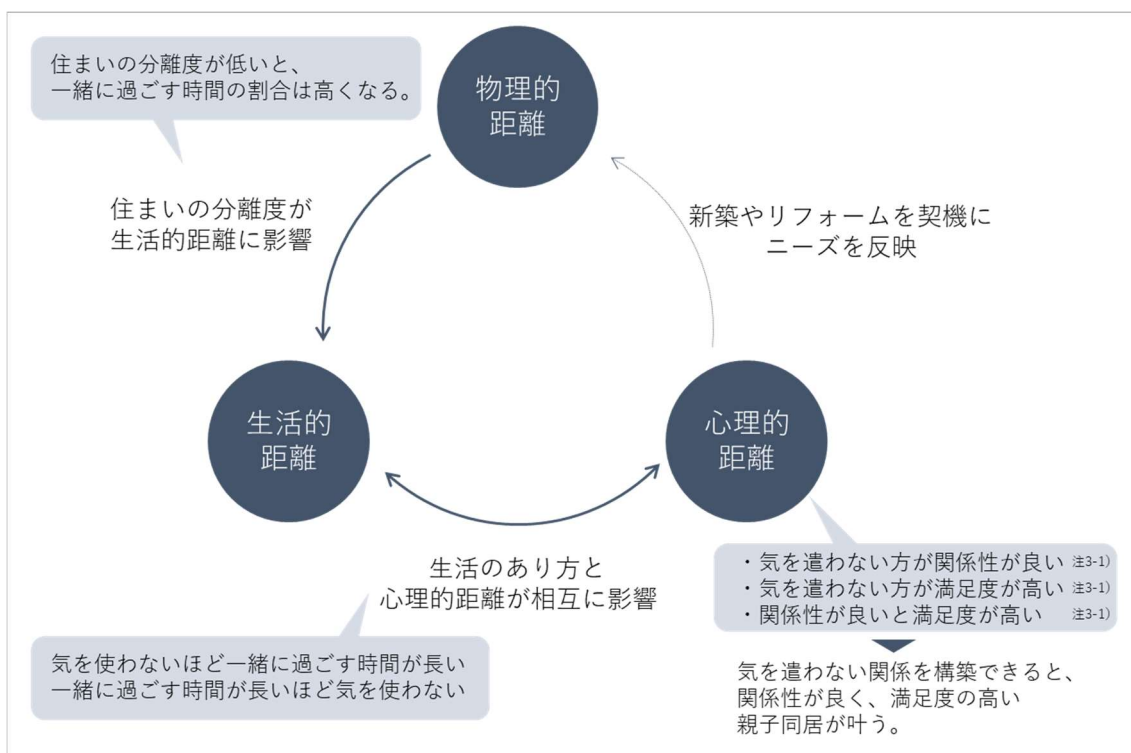 住まいの分離度が低いと、
一緒に過ごす時間の割合は高くなる。
物理的
距離
住まいの分離度が
生活的距離に影響
新築やリフォームを契機に
ニーズを反映
生活的
距離
心理的
距離
生活のあり方と
心理的距離が相互に影響
・気を遣わない方が関係性が良い 注3-1)
・気を遣わない方が満足度が高い 注3-1)
・関係性が良いと満足度が高い 注3-1)
気を使わないほど一緒に過ごす時間が長い
一緒に過ごす時間が長いほど気を使わない
気を遣わない関係を構築できると、
関係性が良く、満足度の高い
親子同居が叶う。